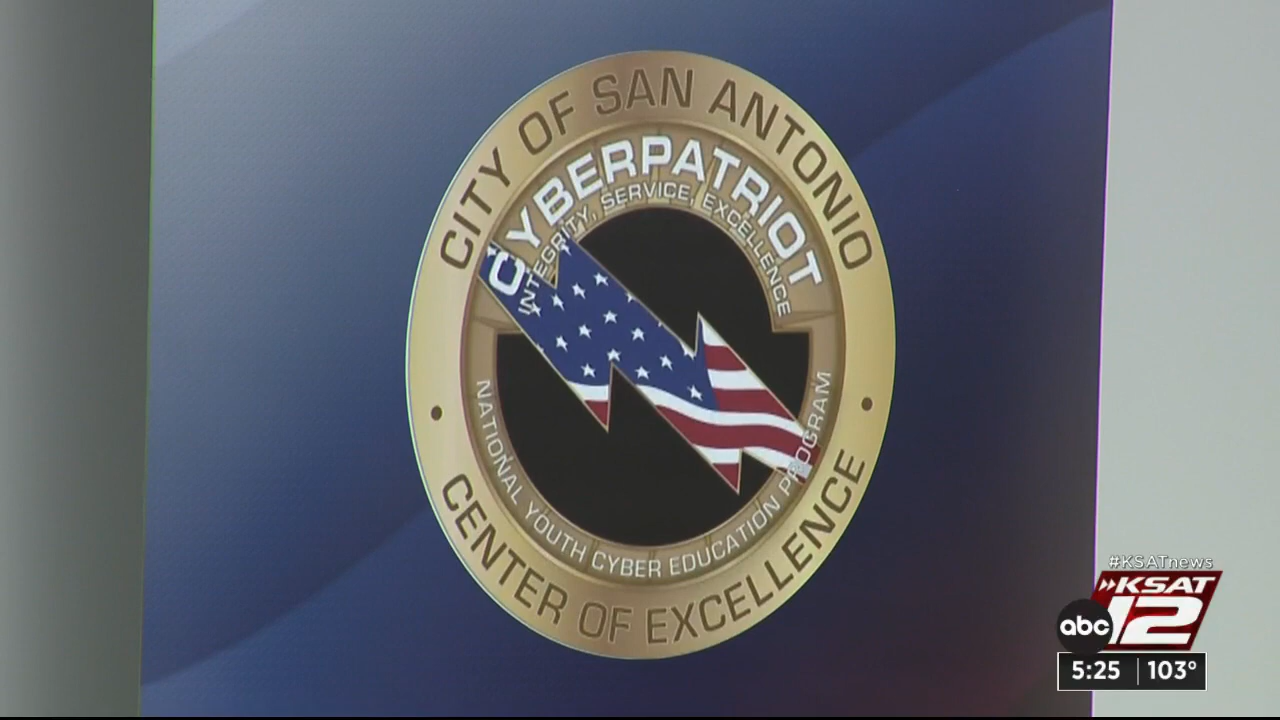 CITY OF SAN ANTONIO
CYBERPATRIOT
INTEGRITY, SERVICE, EXCELLENCE
NATIONAL YOUTH CYBER EDUCATION PROGRAM
CENTER OF EXCELLENCE
#KSATnews
KSAT
abc 12
5:25 103°